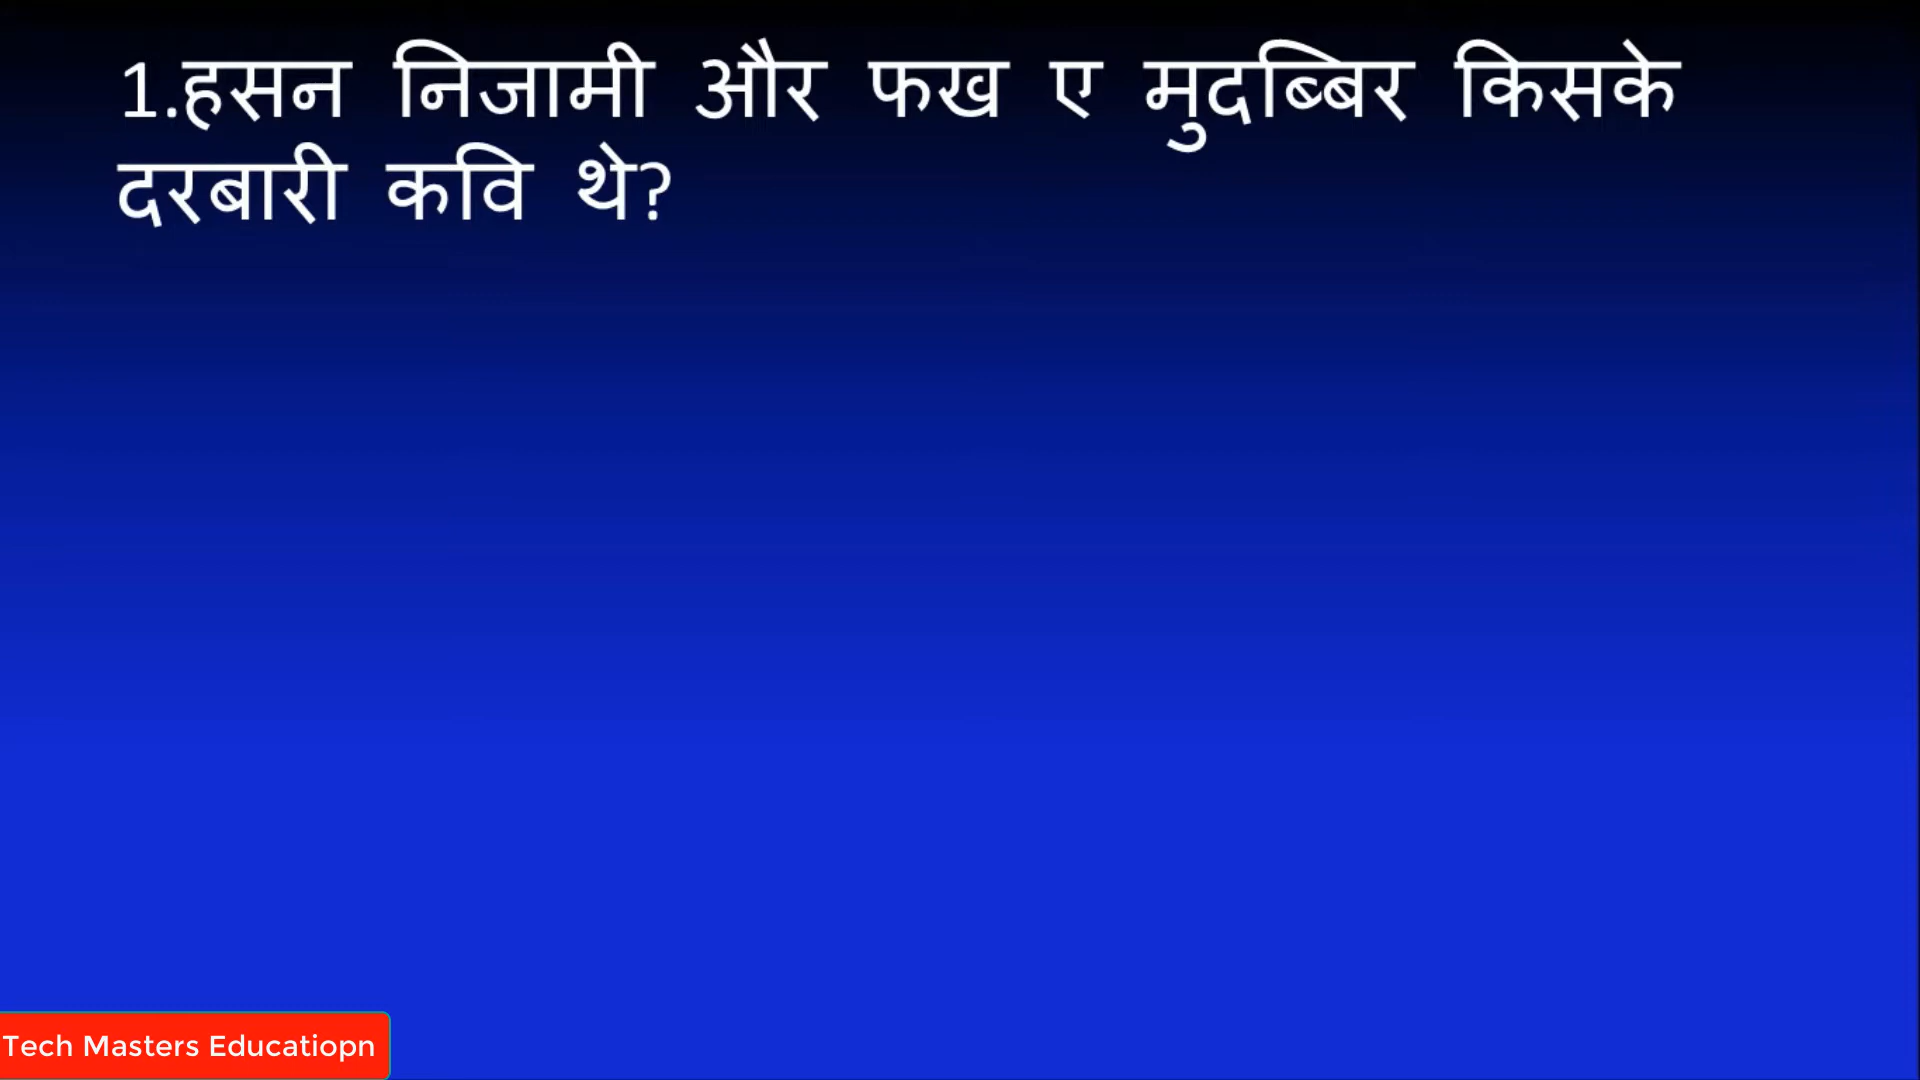 1.हसन निजामी और फख ए मुदब्बिर किसके
दरबारी कवि थे?
Tech Masters Educatiopn